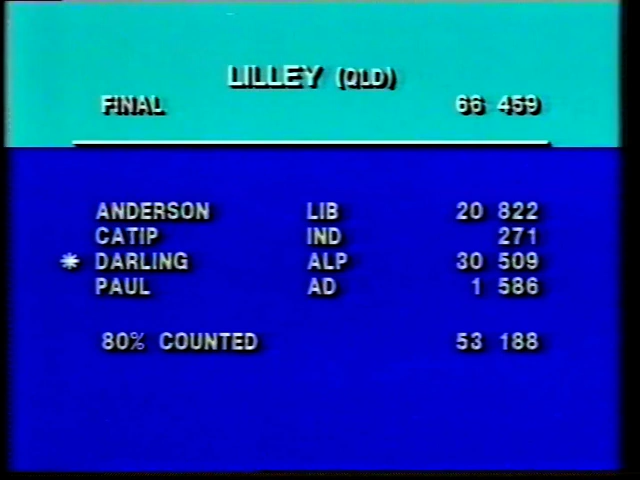 LILLEY (QLD)
FINAL 66 459
ANDERSON LIB 20 822
CATIP IND 271
* DARLING ALP 30 509
PAUL AD 1 586
80% COUNTED 53 188